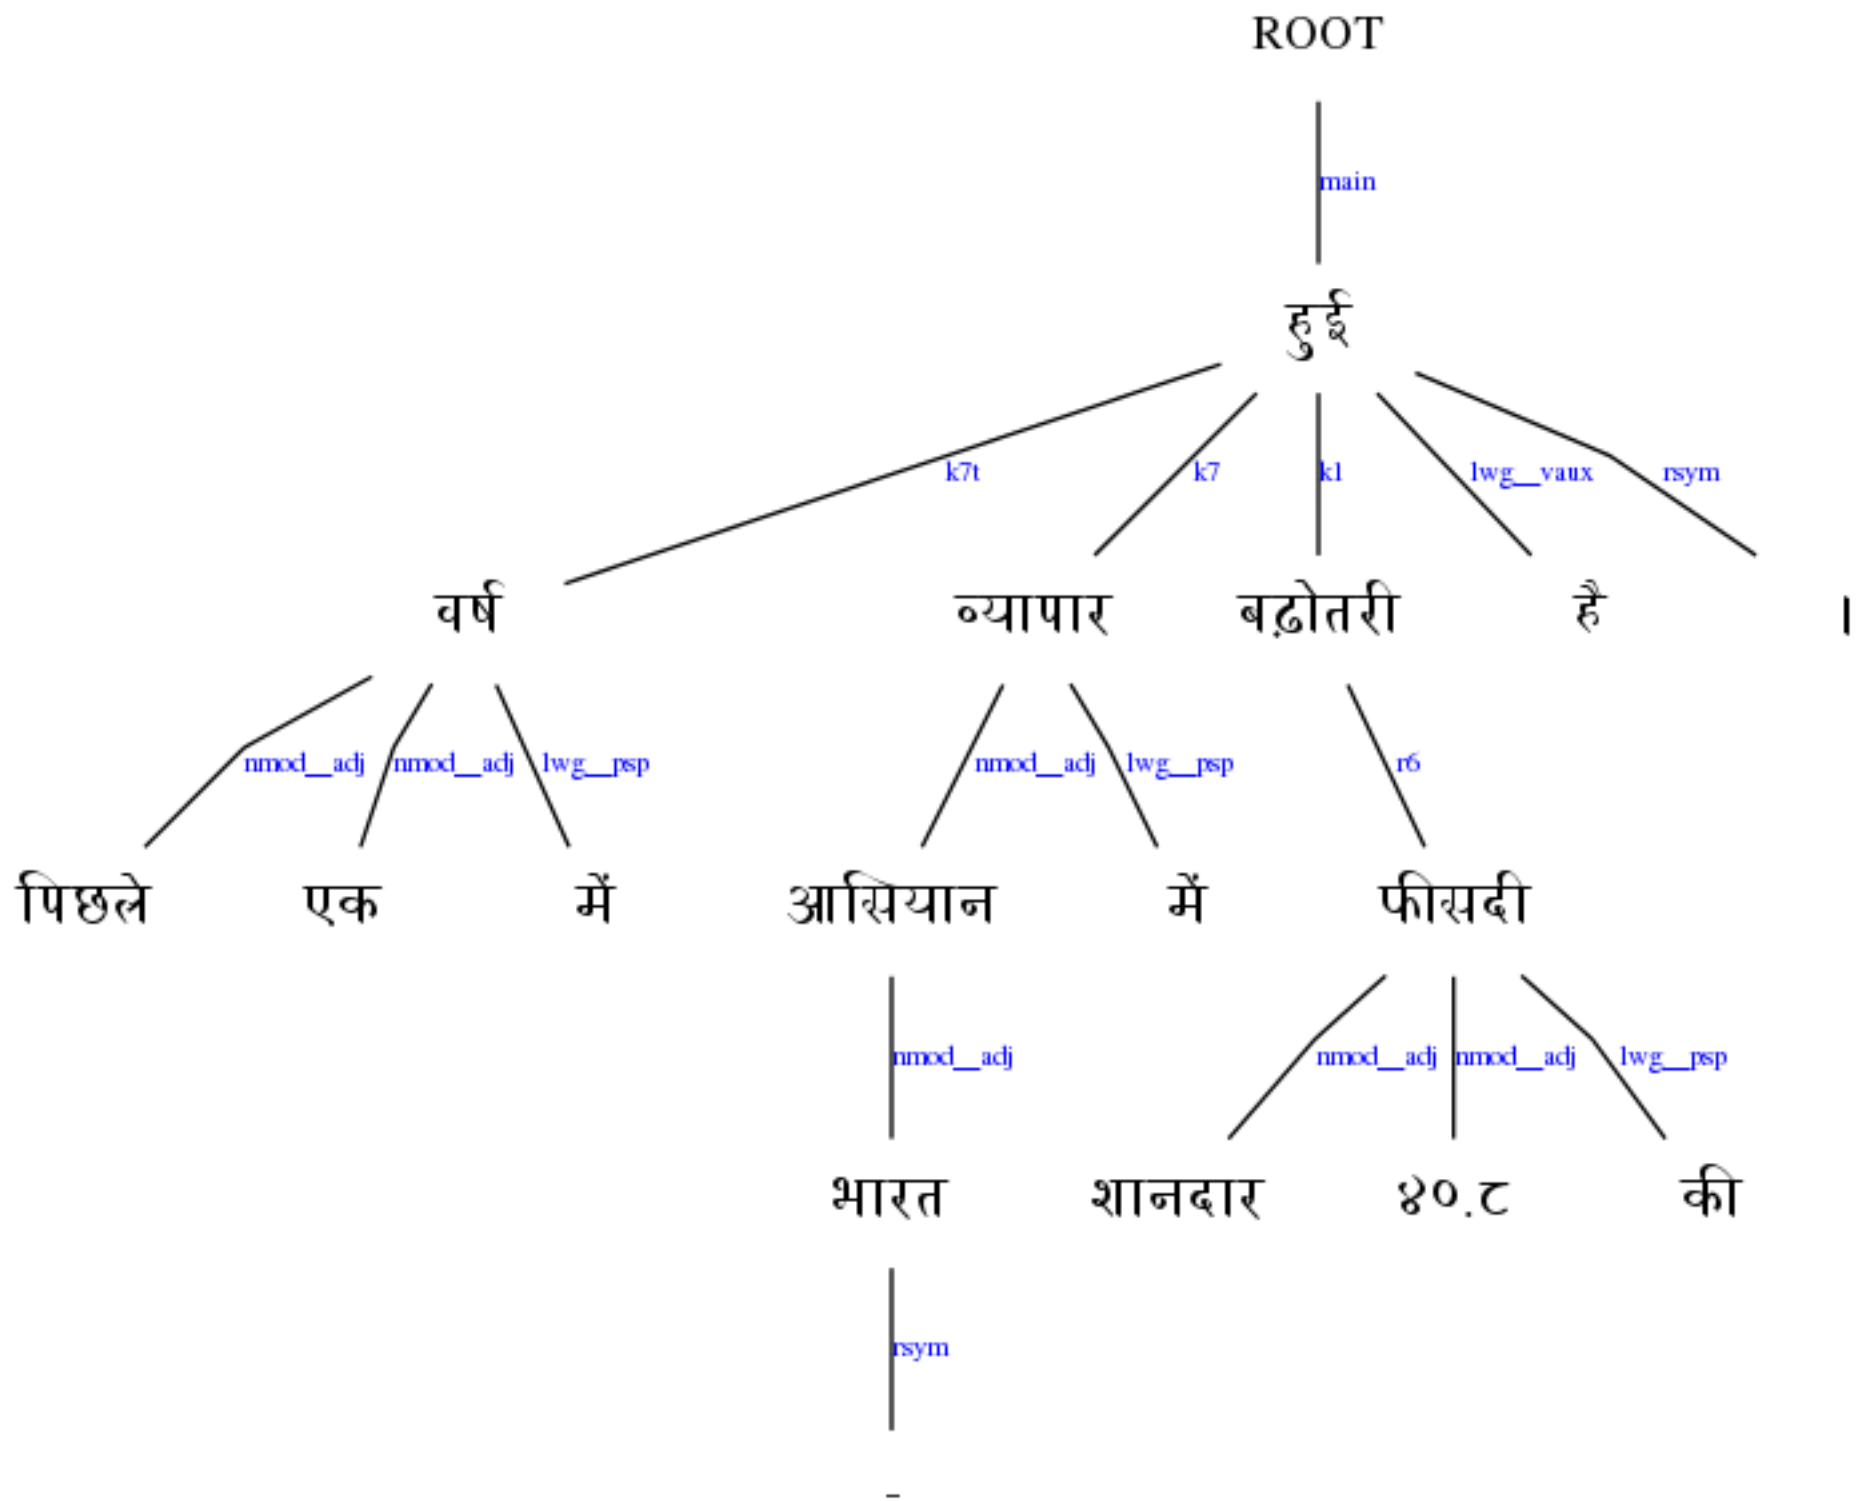 ROOT
main
हुई
k7t k7 k1 lwg__vaux rsym
वर्ष व्यापार बढ़ोतरी है ।
nmod__adj nmod__adj lwg__psp nmod__adj lwg__psp r6
पिछले एक में आसियान में फीसदी
nmod__adj nmod__adj nmod__adj lwg__psp
भारत शानदार ४०.८ की
rsym
-